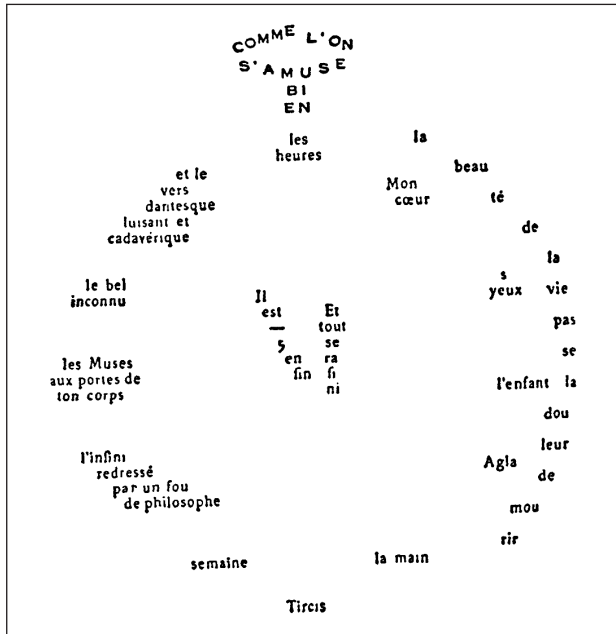 COMME L'ON
S'AMUSE
BI
EN
les
heures
Mon
cœur
s
yeux
l'enfant
Agla
la main
Tircis
semaine
l'infini
redressé
par un fou
de philosophe
les Muses
aux portes de
ton corps
le bel
inconnu
et le
vers
dantesque
luisant et
cadavérique
la
beau
té
de
la
vie
pas
se
la
dou
leur
de
mou
rir
Il
est
—
5
en
fin
Et
tout
se
ra
fi
ni